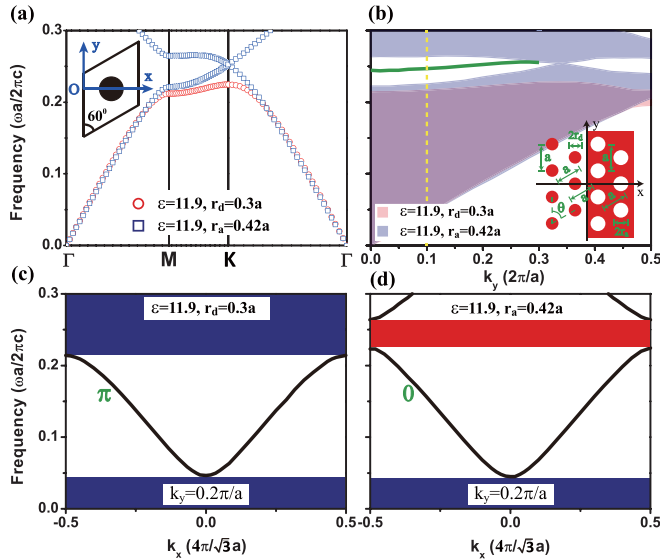 (a)
0.3
0.2
0.1
0.0
Frequency (ωa/2πc)
y
x
O
60⁰
ε=11.9, r_d=0.3a
ε=11.9, r_a=0.42a
Γ M K Γ
(b)
y
2r_d
a
a
a
a
a
x
θ
2r_a
ε=11.9, r_d=0.3a
ε=11.9, r_a=0.42a
0.0 0.1 0.2 0.3 0.4 0.5
k_y (2π/a)
(c)
0.3
0.2
0.1
0.0
Frequency (ωa/2πc)
ε=11.9, r_d=0.3a
π
k_y=0.2π/a
-0.5 0.0 0.5
k_x (4π/√3a)
(d)
ε=11.9, r_a=0.42a
0
k_y=0.2π/a
-0.5 0.0 0.5
k_x (4π/√3a)